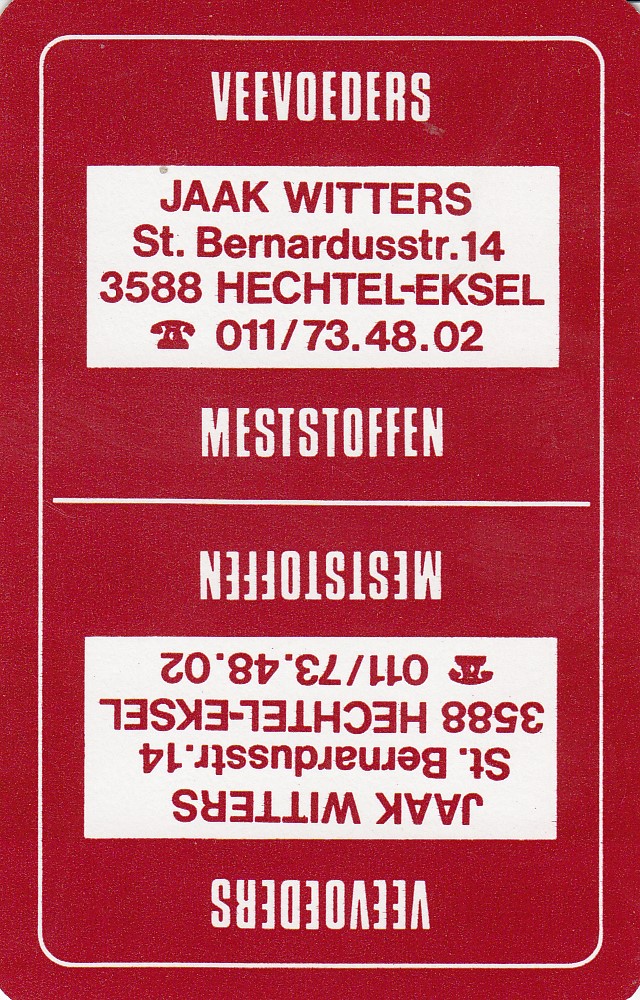 VEEVOEDERS
JAAK WITTERS
St. Bernardusstr.14
3588 HECHTEL-EKSEL
☎ 011/73.48.02
MESTSTOFFEN
MESTSTOFFEN
☎ 011/73.48.02
3588 HECHTEL-EKSEL
St. Bernardusstr.14
JAAK WITTERS
VEEVOEDERS